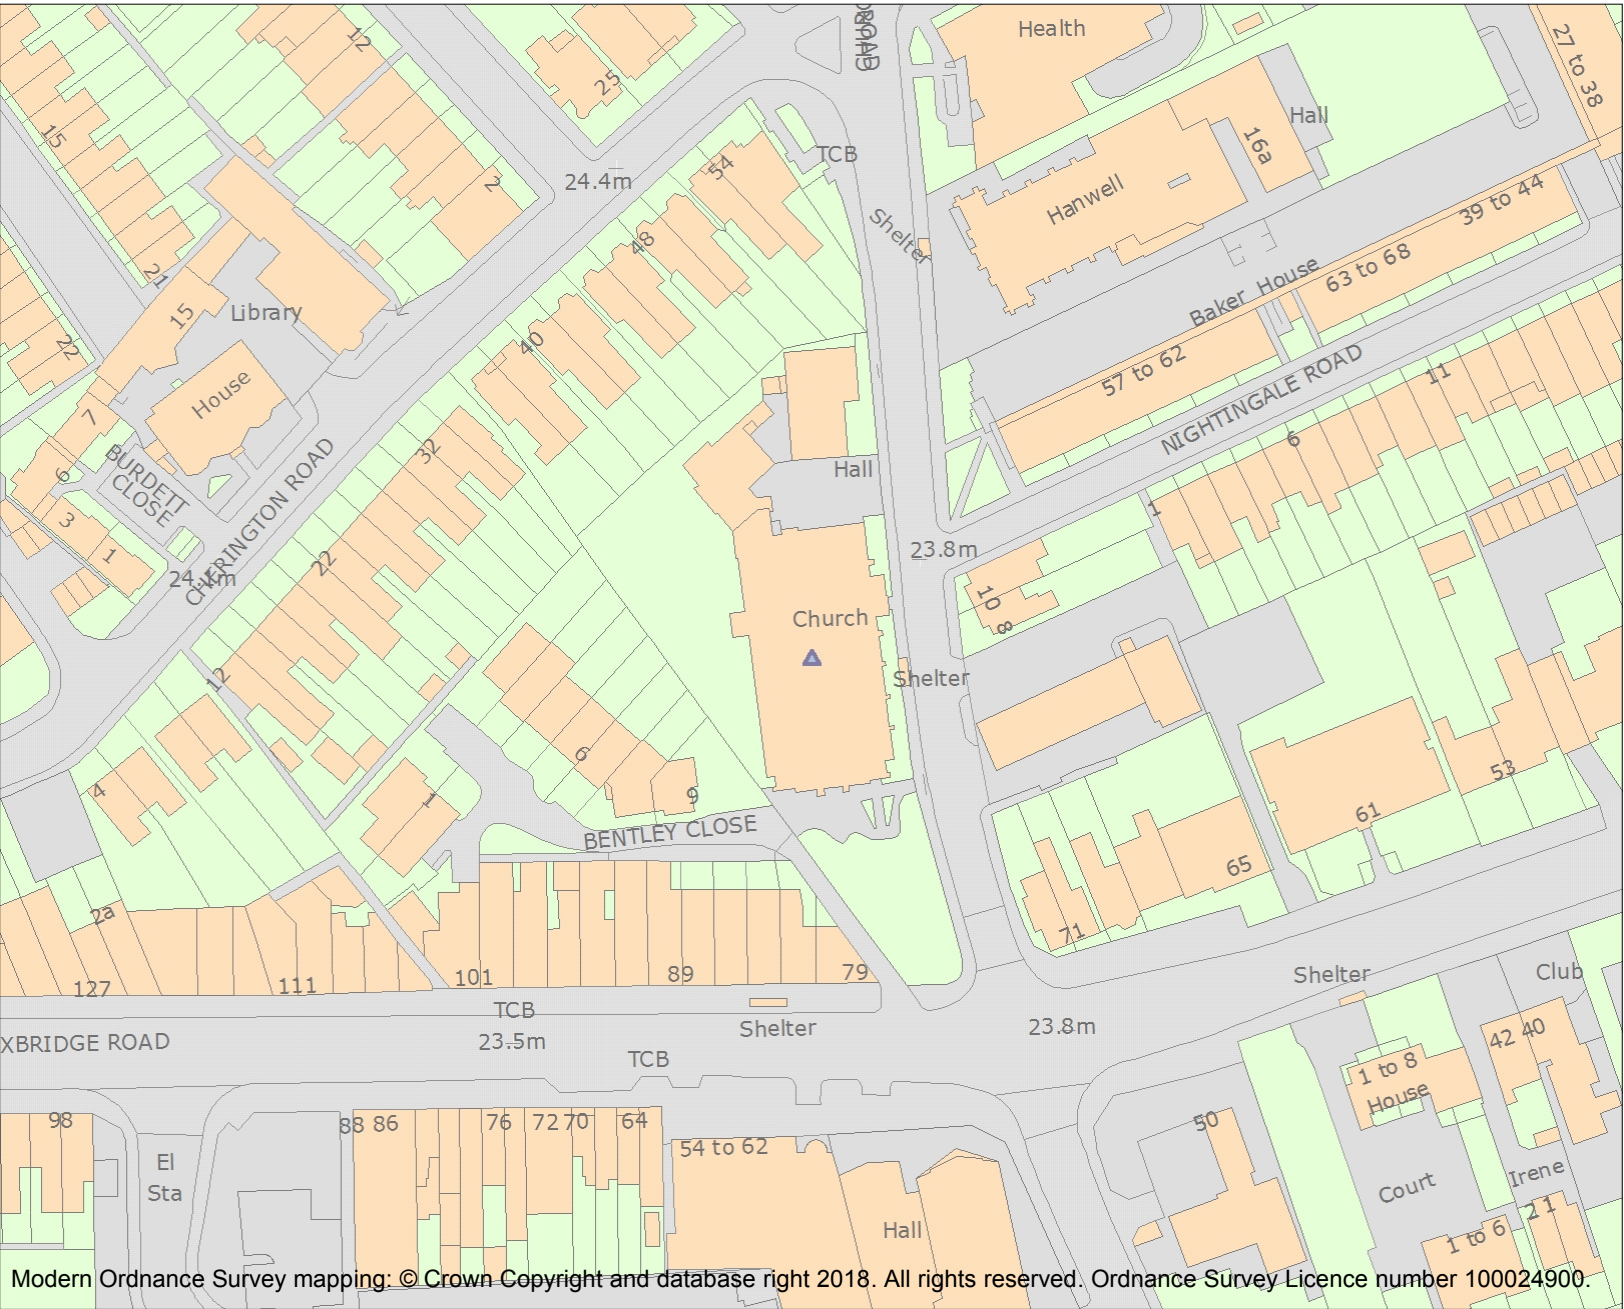 12
25
15
2
24.4m
54
TCB
Health
Hall
16a
27 to 38
Hanwell
Shelter
39 to 44
63 to 68
Baker House
57 to 62
NIGHTINGALE ROAD
11
6
1
21
22
15
Library
House
7
6
3
1
BURDETT
CLOSE
CHERINGTON ROAD
48
40
32
22
12
4
Hall
Church
Shelter
23.8m
10
8
6
9
1
BENTLEY CLOSE
53
61
65
71
2a
127
111
101
89
79
TCB
23.5m
Shelter
TCB
XBRIDGE ROAD
23.8m
Shelter
Club
42 40
1 to 8
House
50
Court
Irene
2 1
1 to 6
98
El
Sta
88 86
76
72
70
64
54 to 62
Hall
Modern Ordnance Survey mapping: © Crown Copyright and database right 2018. All rights reserved. Ordnance Survey Licence number 100024900.